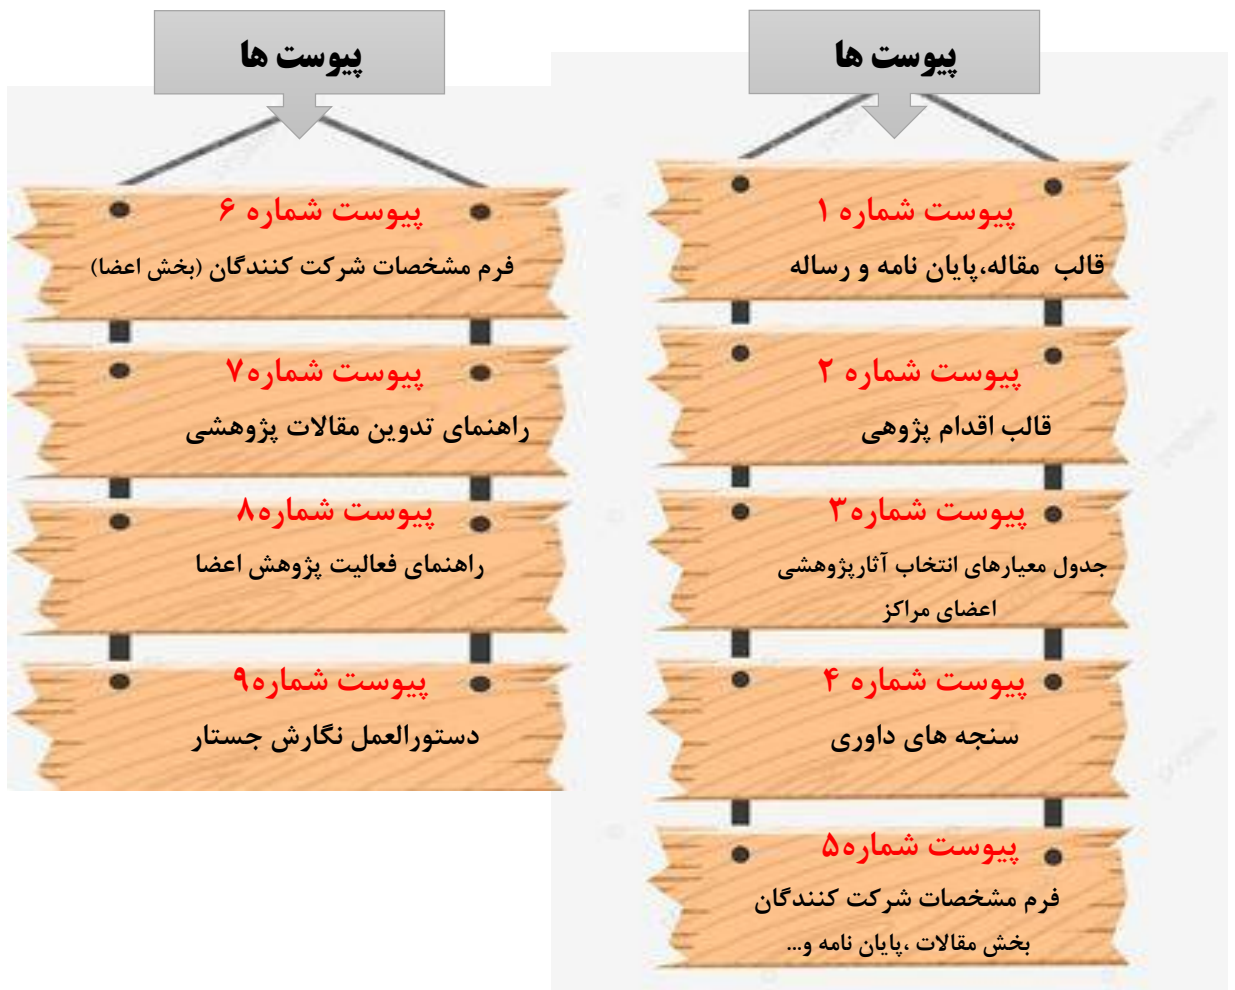 پیوست ها
پیوست شماره ۱
قالب مقاله،پایان نامه و رساله
پیوست شماره ۲
قالب اقدام پژوهی
پیوست شماره۳
جدول معیارهای انتخاب آثارپژوهشی
اعضای مراکز
پیوست شماره ۴
سنجه های داوری
پیوست شماره۵
فرم مشخصات شرکت کنندگان
بخش مقالات ،پایان نامه و...
پیوست ها
پیوست شماره ۶
فرم مشخصات شرکت کنندگان (بخش اعضا)
پیوست شماره۷
راهنمای تدوین مقالات پژوهشی
پیوست شماره۸
راهنمای فعالیت پژوهش اعضا
پیوست شماره۹
دستورالعمل نگارش جستار